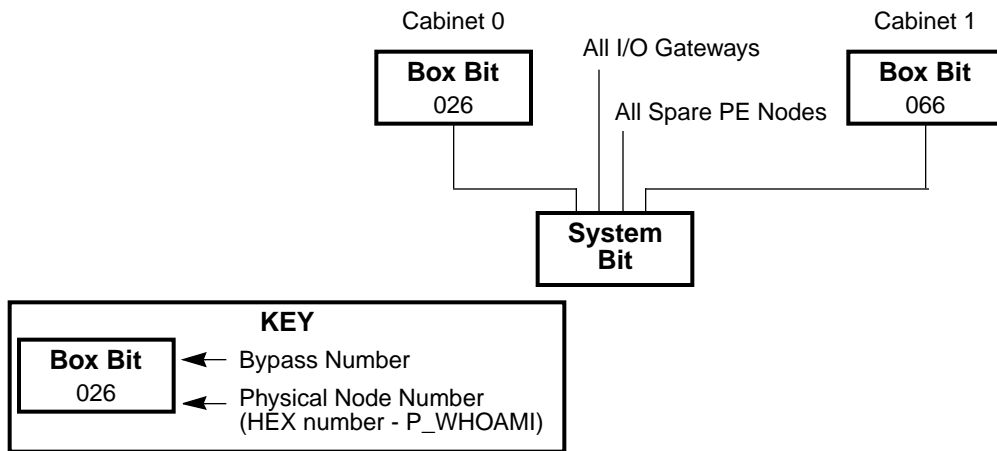 Cabinet 0
Cabinet 1
All I/O Gateways
Box Bit
026
Box Bit
066
All Spare PE Nodes
System
Bit
KEY
Box Bit
026
Bypass Number
Physical Node Number
(HEX number - P_WHOAMI)